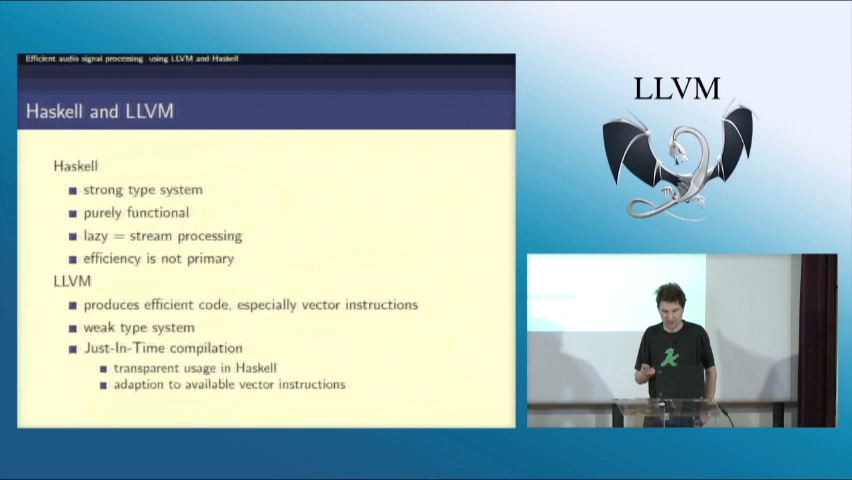 Efficient audio signal processing using LLVM and Haskell
Haskell and LLVM
Haskell
strong type system
purely functional
lazy = stream processing
efficiency is not primary
LLVM
produces efficient code, especially vector instructions
weak type system
Just-In-Time compilation
transparent usage in Haskell
adaption to available vector instructions
LLVM